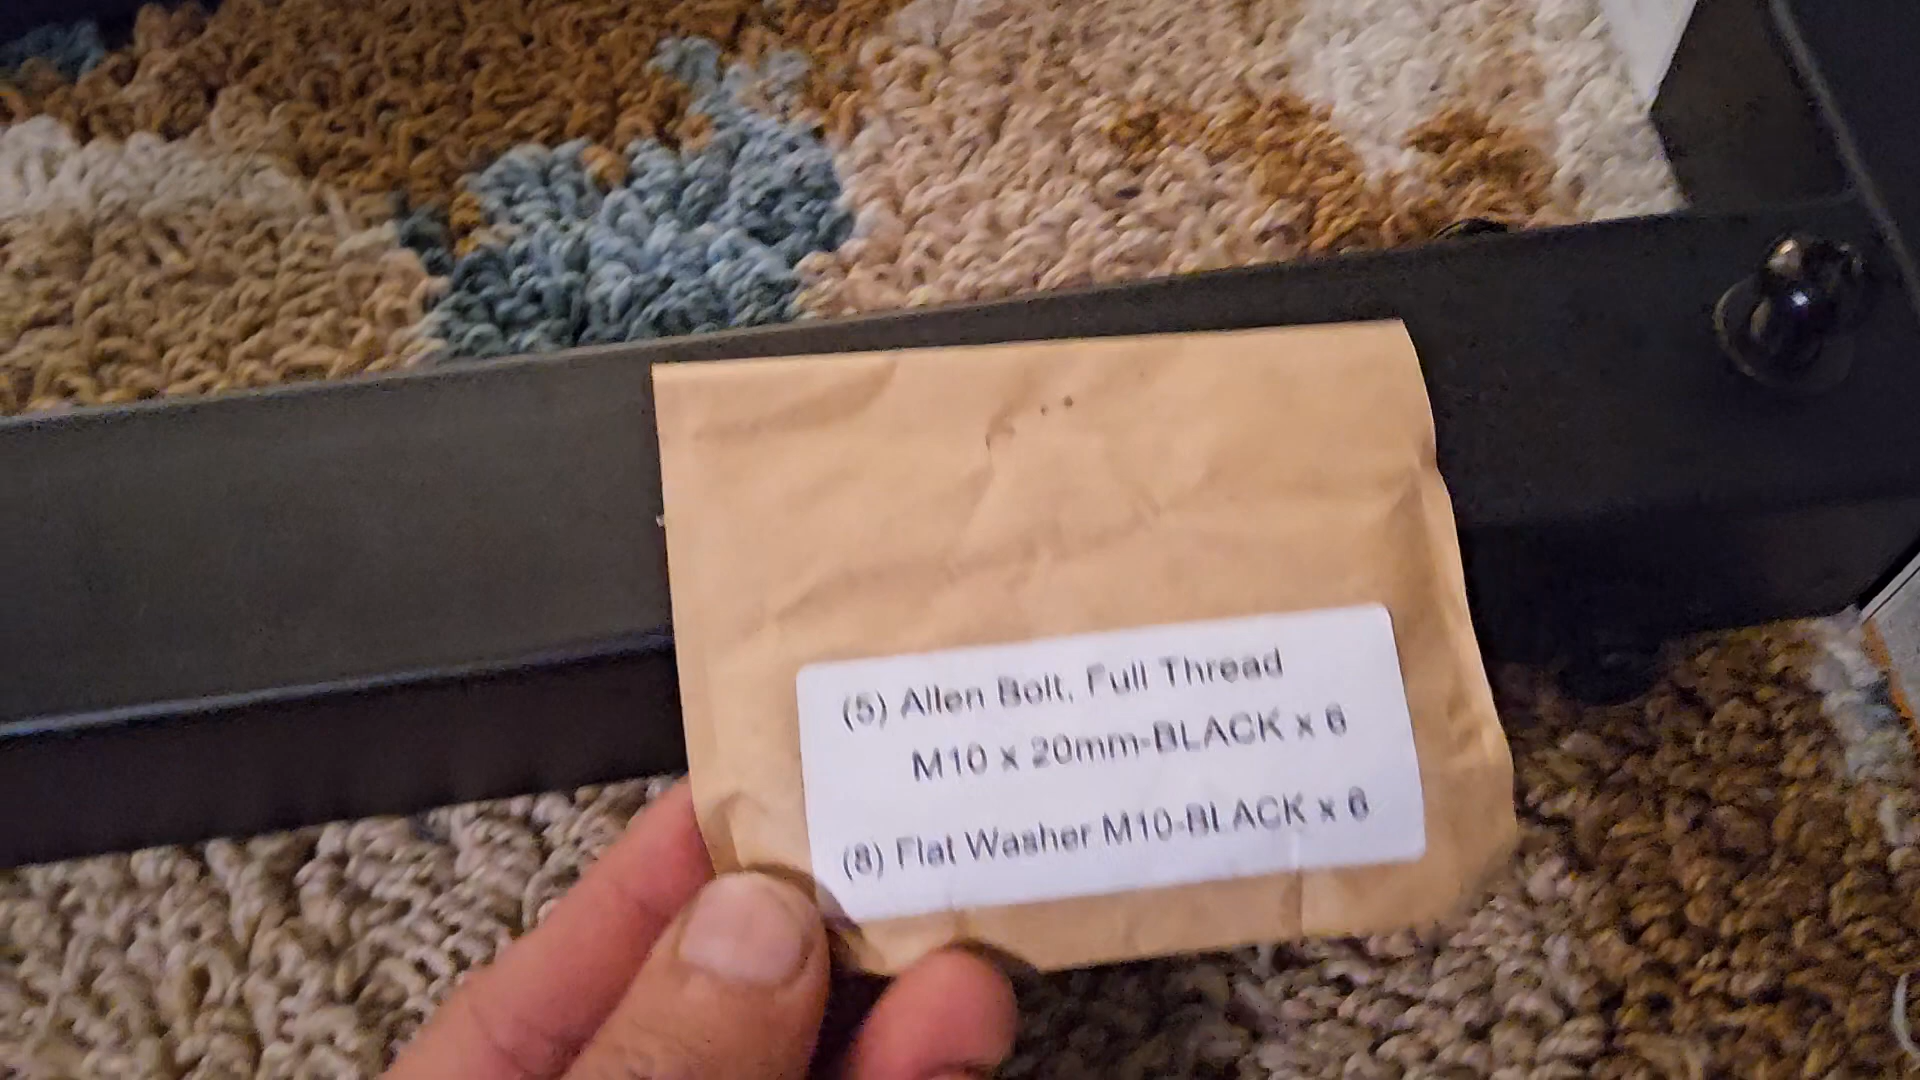 (5) Allen Bolt, Full Thread
M10 x 20mm-BLACK x 6
(8) Flat Washer M10-BLACK x 6